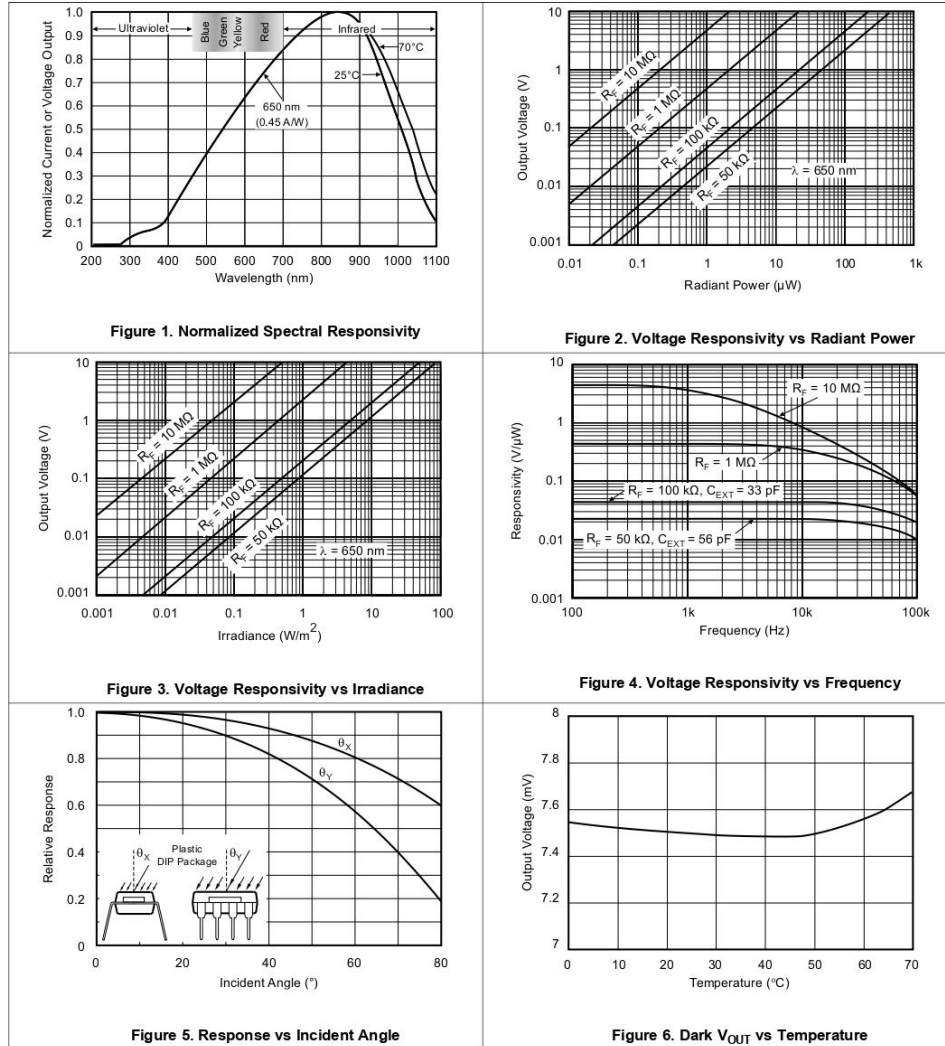 Normalized Current or Voltage Output
1.0
0.9
0.8
0.7
0.6
0.5
0.4
0.3
0.2
0.1
0
Ultraviolet
Blue
Green
Yellow
Red
Infrared
70°C
25°C
650 nm
(0.45 A/W)
200 300 400 500 600 700 800 900 1000 1100
Wavelength (nm)
Figure 1. Normalized Spectral Responsivity
Output Voltage (V)
10
1
0.1
0.01
0.001
RF = 10 MΩ
RF = 1 MΩ
RF = 100 kΩ
RF = 50 kΩ
λ = 650 nm
0.01 0.1 1 10 100 1k
Radiant Power (µW)
Figure 2. Voltage Responsivity vs Radiant Power
Output Voltage (V)
10
1
0.1
0.01
0.001
RF = 10 MΩ
RF = 1 MΩ
RF = 100 kΩ
RF = 50 kΩ
λ = 650 nm
0.001 0.01 0.1 1 10 100
Irradiance (W/m2)
Figure 3. Voltage Responsivity vs Irradiance
Responsivity (V/µW)
10
1
0.1
0.01
0.001
RF = 10 MΩ
RF = 1 MΩ
RF = 100 kΩ, CEXT = 33 pF
RF = 50 kΩ, CEXT = 56 pF
100 1k 10k 100k
Frequency (Hz)
Figure 4. Voltage Responsivity vs Frequency
Relative Response
1.0
0.8
0.6
0.4
0.2
0
θX
θY
θX
Plastic
DIP Package
θY
0 20 40 60 80
Incident Angle (°)
Figure 5. Response vs Incident Angle
Output Voltage (mV)
8
7.8
7.6
7.4
7.2
7
0 10 20 30 40 50 60 70
Temperature (°C)
Figure 6. Dark VOUT vs Temperature